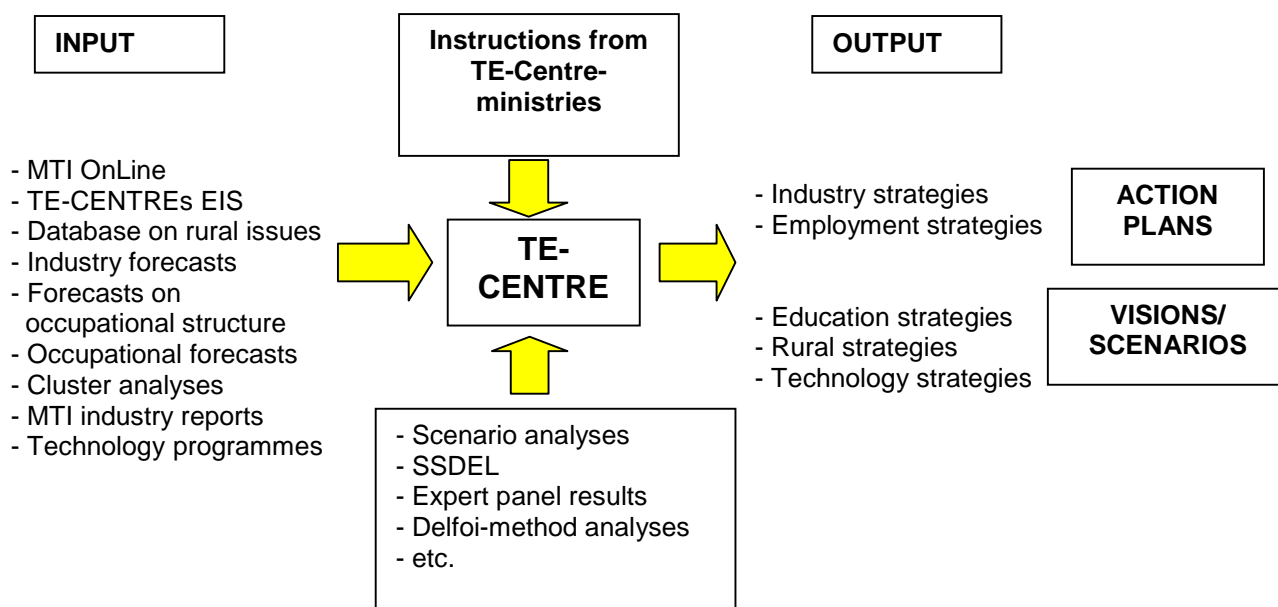 INPUT
Instructions from
TE-Centre-
ministries
OUTPUT
- MTI OnLine
- TE-CENTREs EIS
- Database on rural issues
- Industry forecasts
- Forecasts on
occupational structure
- Occupational forecasts
- Cluster analyses
- MTI industry reports
- Technology programmes
TE-
CENTRE
- Scenario analyses
- SSDEL
- Expert panel results
- Delfoi-method analyses
- etc.
- Industry strategies
- Employment strategies
ACTION
PLANS
- Education strategies
- Rural strategies
- Technology strategies
VISIONS/
SCENARIOS